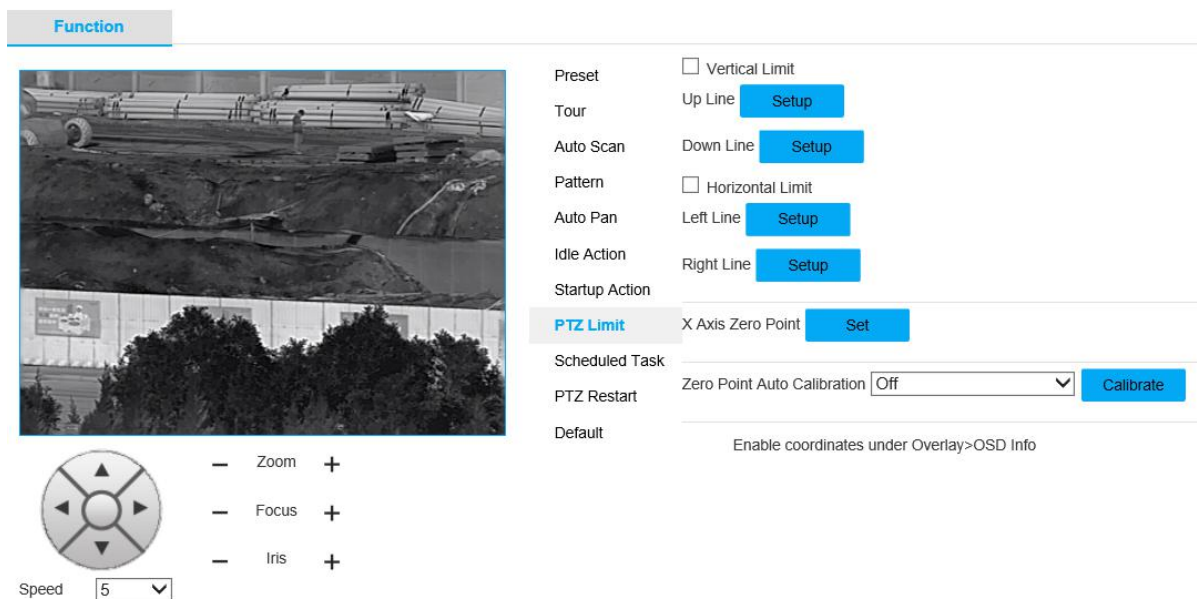 Function
Preset
Tour
Auto Scan
Pattern
Auto Pan
Idle Action
Startup Action
PTZ Limit
Scheduled Task
PTZ Restart
Default
Vertical Limit
Up Line Setup
Down Line Setup
Horizontal Limit
Left Line Setup
Right Line Setup
X Axis Zero Point Set
Zero Point Auto Calibration Off Calibrate
Enable coordinates under Overlay>OSD Info
− Zoom +
− Focus +
− Iris +
Speed 5